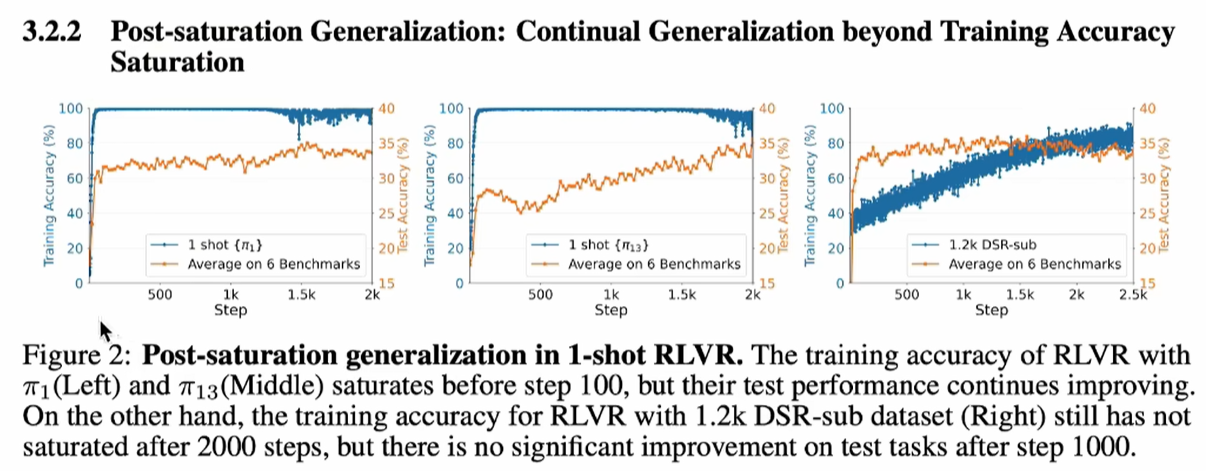 3.2.2 Post-saturation Generalization: Continual Generalization beyond Training Accuracy
Saturation
Training Accuracy (%)
100
80
60
40
20
0
40
35
30
25
20
15
Test Accuracy (%)
1 shot {π1}
Average on 6 Benchmarks
500 1k 1.5k 2k
Step
Training Accuracy (%)
100
80
60
40
20
0
40
35
30
25
20
15
Test Accuracy (%)
1 shot {π13}
Average on 6 Benchmarks
500 1k 1.5k 2k
Step
Training Accuracy (%)
100
80
60
40
20
0
40
35
30
25
20
15
Test Accuracy (%)
1.2k DSR-sub
Average on 6 Benchmarks
500 1k 1.5k 2k 2.5k
Step
Figure 2: Post-saturation generalization in 1-shot RLVR. The training accuracy of RLVR with
π1(Left) and π13(Middle) saturates before step 100, but their test performance continues improving.
On the other hand, the training accuracy for RLVR with 1.2k DSR-sub dataset (Right) still has not
saturated after 2000 steps, but there is no significant improvement on test tasks after step 1000.